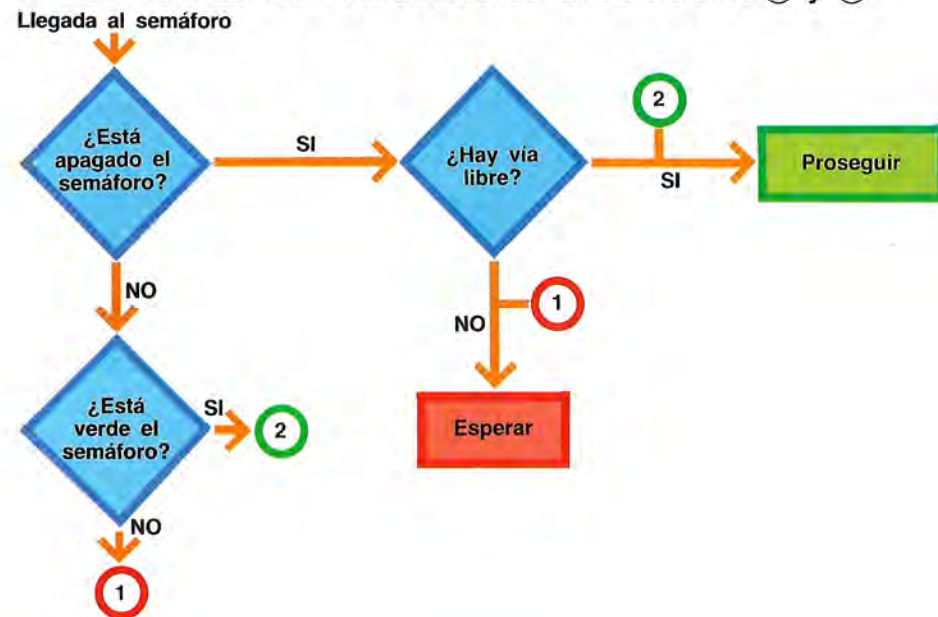 Llegada al semáforo
¿Está
apagado el
semáforo?
SI
¿Hay vía
libre?
2
SI
Proseguir
NO
1
NO
Esperar
¿Está
verde el
semáforo?
SI
2
NO
1